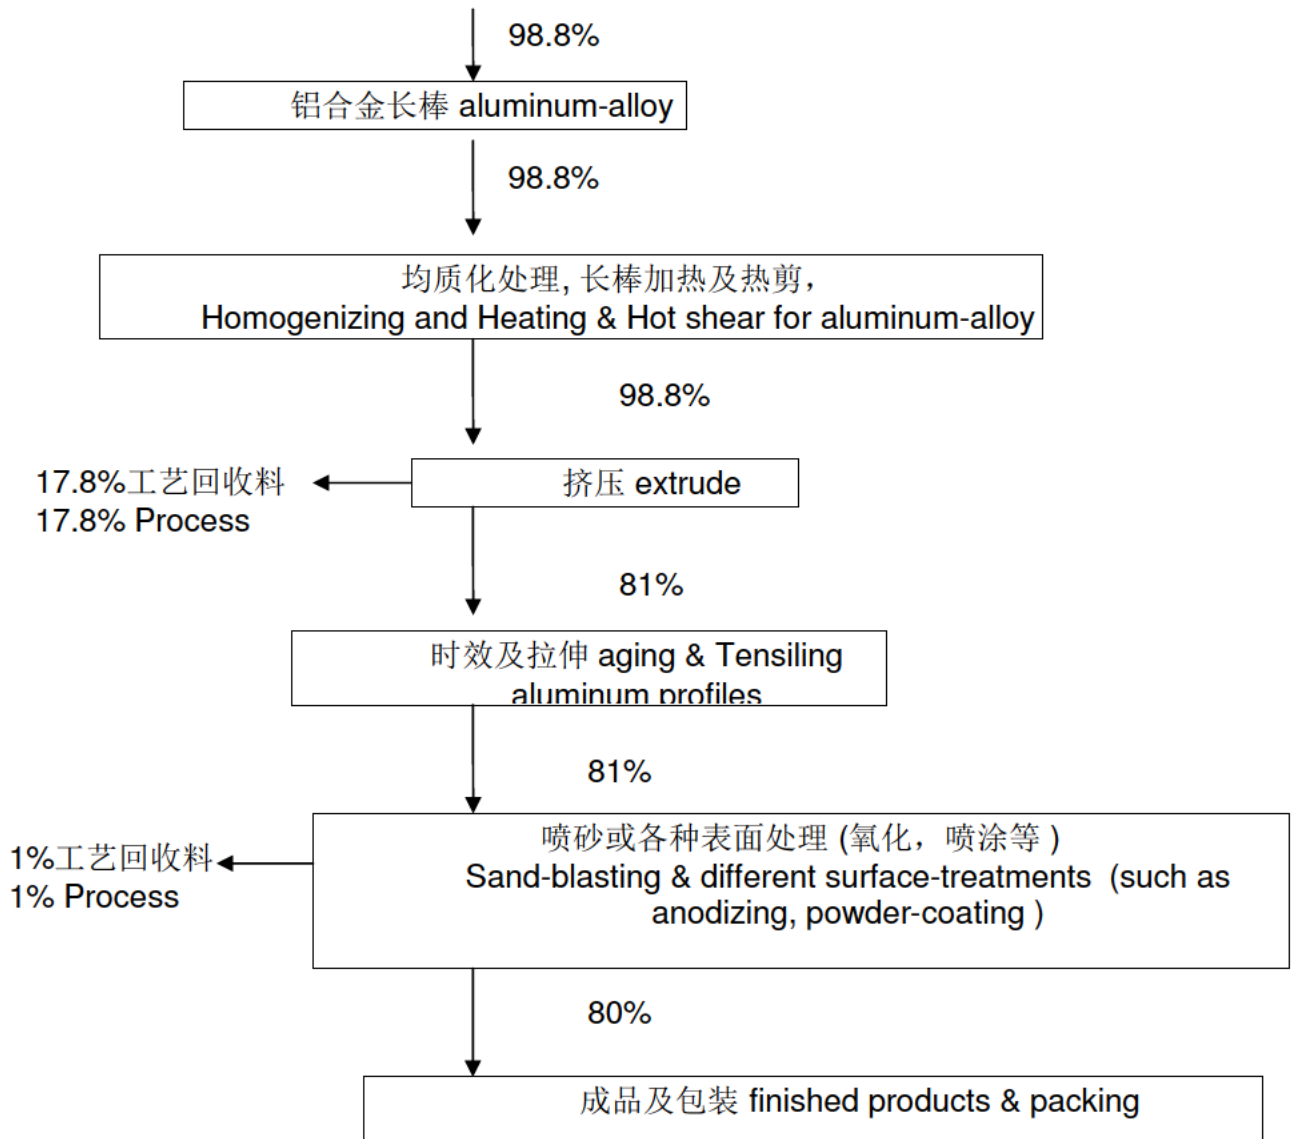 98.8%
铝合金长棒 aluminum-alloy
98.8%
均质化处理, 长棒加热及热剪，
Homogenizing and Heating & Hot shear for aluminum-alloy
98.8%
17.8%工艺回收料
17.8% Process
挤压 extrude
81%
时效及拉伸 aging & Tensiling
aluminum profiles
81%
1%工艺回收料
1% Process
喷砂或各种表面处理 (氧化，喷涂等 )
Sand-blasting & different surface-treatments  (such as
anodizing, powder-coating )
80%
成品及包装 finished products & packing